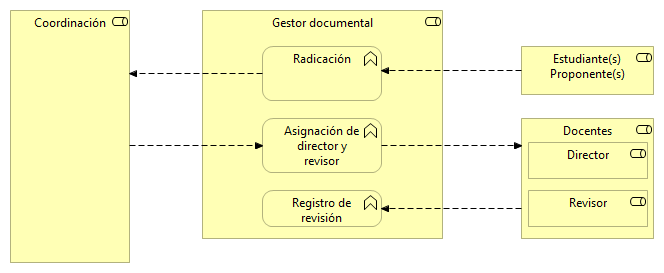 Coordinación
Gestor documental
Radicación
Estudiante(s)
Proponente(s)
Asignación de
director y
revisor
Docentes
Director
Registro de
revisión
Revisor